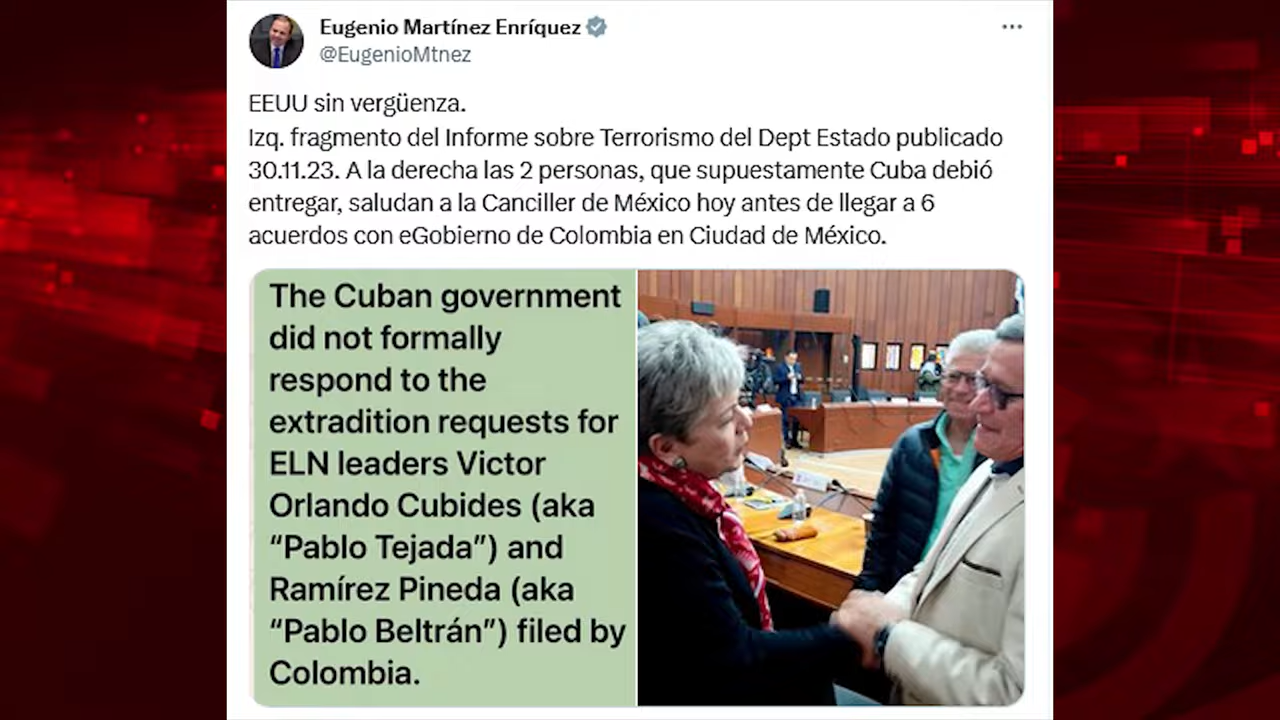 Eugenio Martínez Enríquez
@EugenioMtnez
EEUU sin vergüenza.
Izq. fragmento del Informe sobre Terrorismo del Dept Estado publicado
30.11.23. A la derecha las 2 personas, que supuestamente Cuba debió
entregar, saludan a la Canciller de México hoy antes de llegar a 6
acuerdos con eGobierno de Colombia en Ciudad de México.
The Cuban government
did not formally
respond to the
extradition requests for
ELN leaders Victor
Orlando Cubides (aka
“Pablo Tejada”) and
Ramírez Pineda (aka
“Pablo Beltrán”) filed by
Colombia.